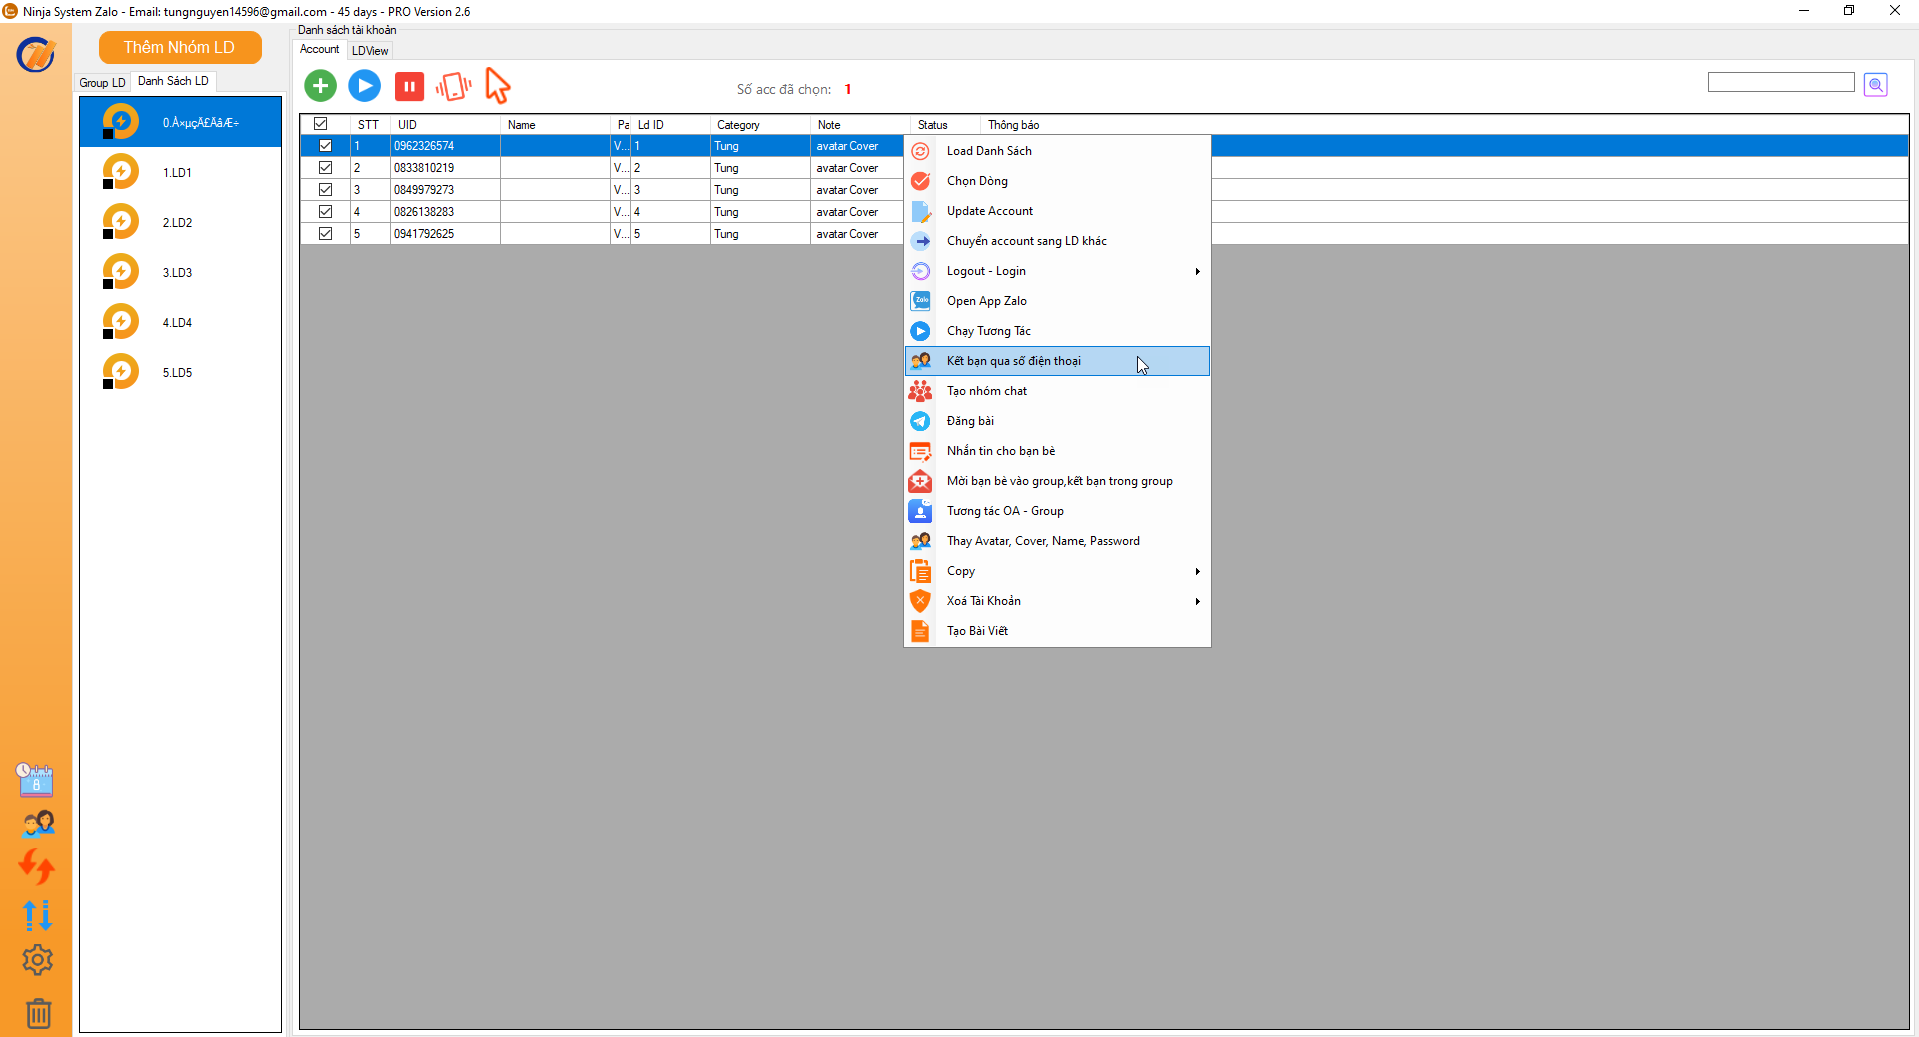 Ninja System Zalo - Email: tungnguyen14596@gmail.com - 45 days - PRO Version 2.6
Thêm Nhóm LD
Group LD
Danh Sách LD
0.À×µçÄ£ÄâÆ÷
1.LD1
2.LD2
3.LD3
4.LD4
5.LD5
Danh sách tài khoản
Account
LDView
Số acc đã chọn: 1
STT UID Name Pa Ld ID Category Note Status Thông báo
1 0962326574 V... 1 Tung avatar Cover
2 0833810219 V... 2 Tung avatar Cover
3 0849979273 V... 3 Tung avatar Cover
4 0826138283 V... 4 Tung avatar Cover
5 0941792625 V... 5 Tung avatar Cover
Load Danh Sách
Chọn Dòng
Update Account
Chuyển account sang LD khác
Logout - Login
Zalo
Open App Zalo
Chạy Tương Tác
Kết bạn qua số điện thoại
Tạo nhóm chat
Đăng bài
Nhắn tin cho bạn bè
Mời bạn bè vào group,kết bạn trong group
Tương tác OA - Group
Thay Avatar, Cover, Name, Password
Copy
Xoá Tài Khoản
Tạo Bài Viết
8